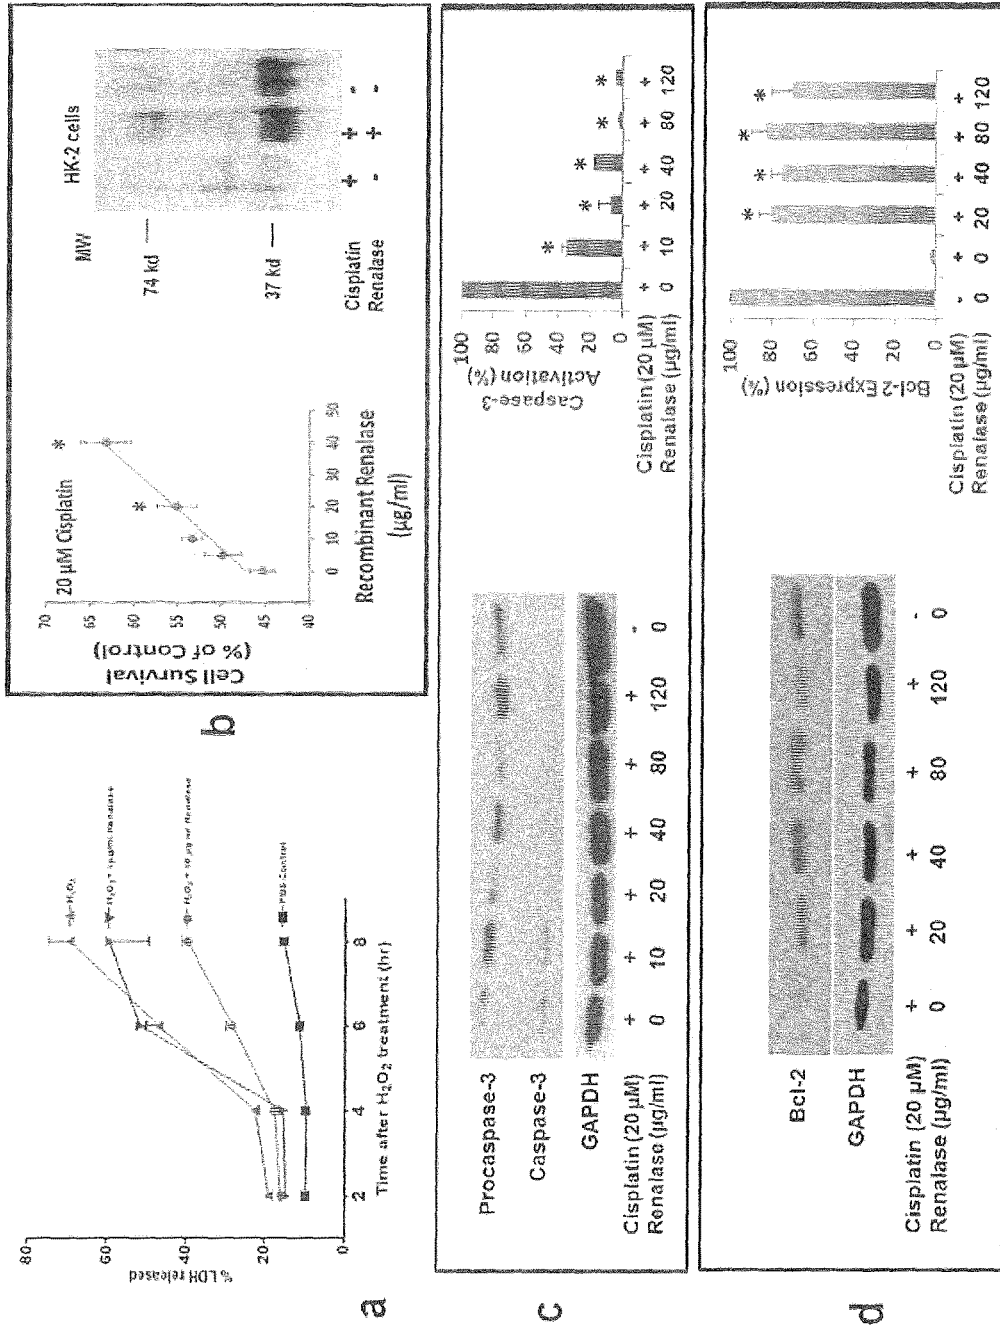 a
% LDH released
80
60
40
20
0
2
4
6
8
Time after H₂O₂ treatment (hr)
H₂O₂
H₂O₂ +
Renalase
H₂O₂ +
Renalase
PBS-Control
b
Cell Survival
(% of Control)
70
65
60
55
50
45
40
20 µM Cisplatin
*
*
0 10 20 30 40 50
Recombinant Renalase
(µg/ml)
HK-2 cells
MW
74 kd
37 kd
Cisplatin + + -
Renalase - + -
c
Procaspase-3
Caspase-3
GAPDH
Cisplatin (20 µM) + + + + + + -
Renalase (µg/ml) 0 10 20 40 80 120 0
Caspase-3
Activation (%)
100
80
60
40
20
0
* * * * *
Cisplatin (20 µM) + + + + + +
Renalase (µg/ml) 0 10 20 40 80 120
d
Bcl-2
GAPDH
Cisplatin (20 µM) + + + + + -
Renalase (µg/ml) 0 20 40 80 120 0
Bcl-2 Expression (%)
100
80
60
40
20
0
* * * *
Cisplatin (20 µM) - + + + + +
Renalase (µg/ml) 0 0 20 40 80 120